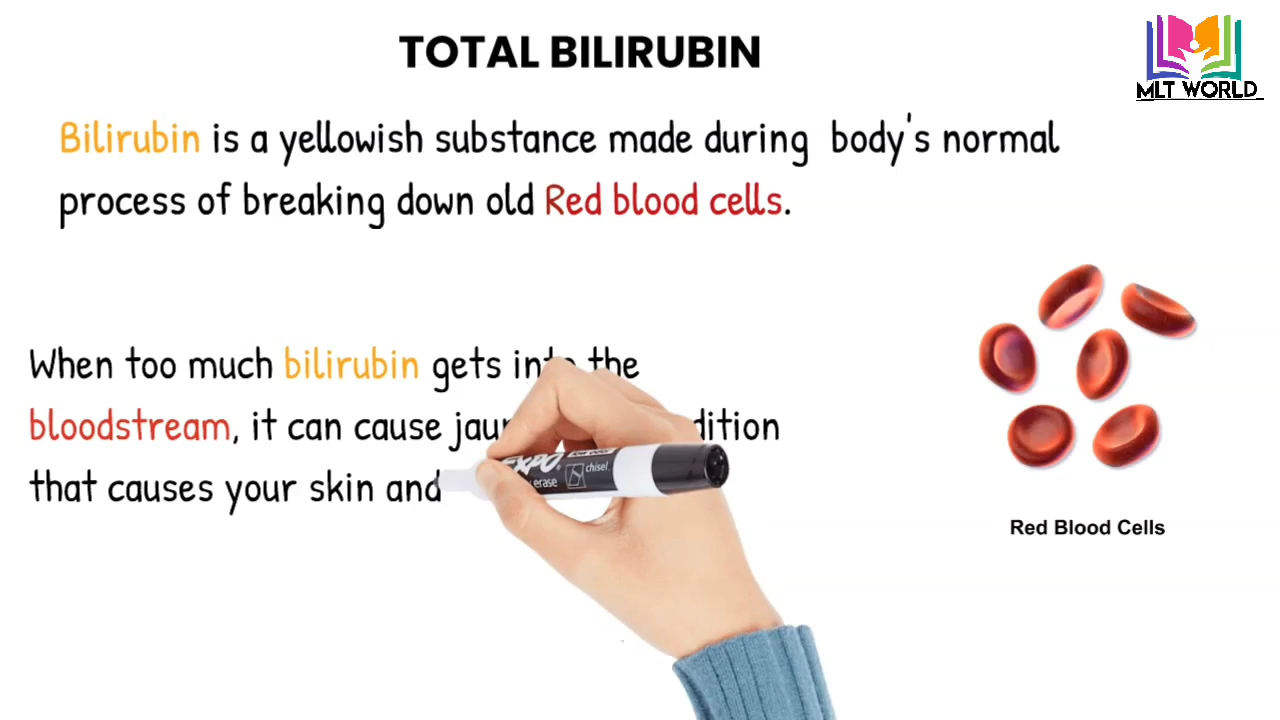 TOTAL BILIRUBIN
MLT WORLD
Bilirubin is a yellowish substance made during body's normal
process of breaking down old Red blood cells.
When too much bilirubin gets into the
bloodstream, it can cause
that causes your skin and
EXPO
chisel.
erase
Red Blood Cells